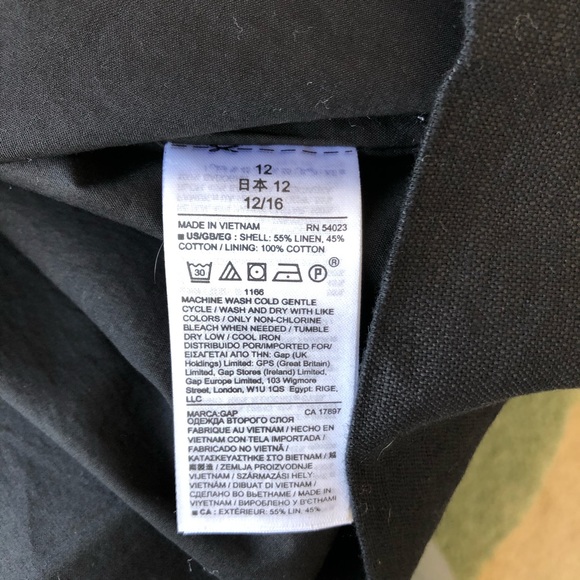 12
日本 12
12/16
MADE IN VIETNAM RN 54023
■ US/GB/EG : SHELL: 55% LINEN, 45%
COTTON / LINING: 100% COTTON
30 P ®
1166
MACHINE WASH COLD GENTLE
CYCLE / WASH AND DRY WITH LIKE
COLORS / ONLY NON-CHLORINE
BLEACH WHEN NEEDED / TUMBLE
DRY LOW / COOL IRON
DISTRIBUIDO POR/IMPORTED FOR/
ΕΙΣΑΓΕΤΑΙ ΑΠΟ ΤΗΝ: Gap (UK
Holdings) Limited: GPS (Great Britain)
Limited, Gap Stores (Ireland) Limited,
Gap Europe Limited, 103 Wigmore
Street, London, W1U 1QS Egypt: RIGE,
LLC
MARCA:GAP CA 17897
ОДЕЖДА ВТОРОГО СЛОЯ
FABRIQUE AU VIETNAM / HECHO EN
VIETNAM CON TELA IMPORTADA /
FABRICADO NO VIETNÃ /
ΚΑΤΑΣΚΕΥΑΣΤΗΚΕ ΣΤΟ ΒΙΕΤΝΑΜ / 越
南製造 / ZEMLJA PROIZVODNJE
VIJETNAM / SZÁRMAZÁSI HELY:
VIETNÁM / DIBUAT DI VIETNAM /
СДЕЛАНО ВО ВЬЕТНАМЕ / MADE IN
VIYETNAM / ВИРОБЛЕНО У В'ЄТНАМІ
■ CA : EXTÉRIEUR: 55% LIN, 45%